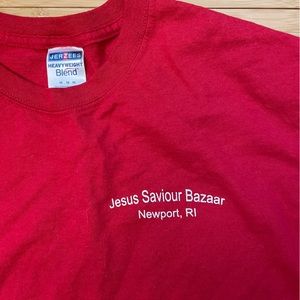 JERZEES
HEAVYWEIGHT
Blend
Jesus Saviour Bazaar
Newport, RI